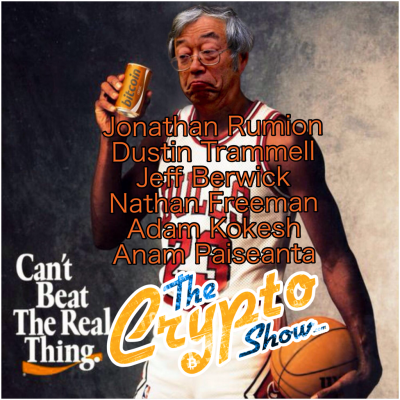 bitcoin
Jonathan Rumion
Dustin Trammell
Jeff Berwick
Nathan Freeman
Adam Kokesh
Anam Paiseanta
Can't
Beat
The Real
Thing.
The
Crypto
Show...